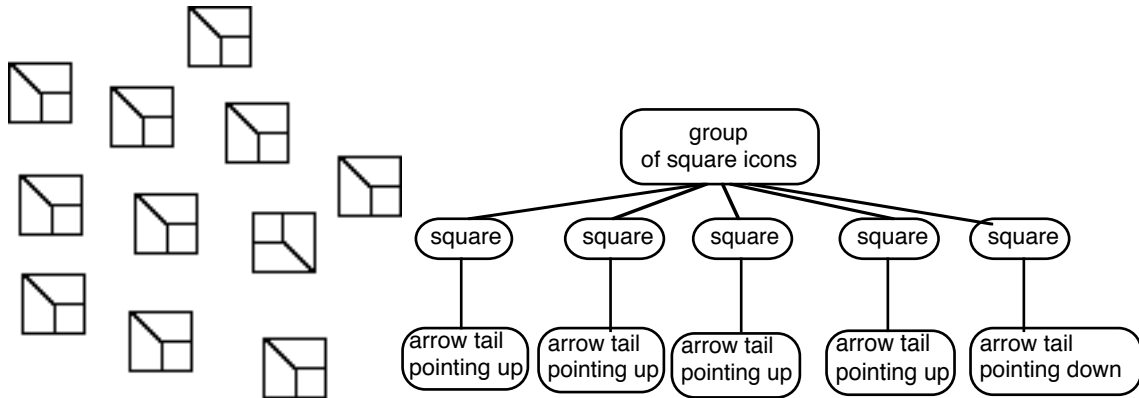 group
of square icons
square
square
square
square
square
arrow tail
pointing up
arrow tail
pointing up
arrow tail
pointing up
arrow tail
pointing up
arrow tail
pointing down